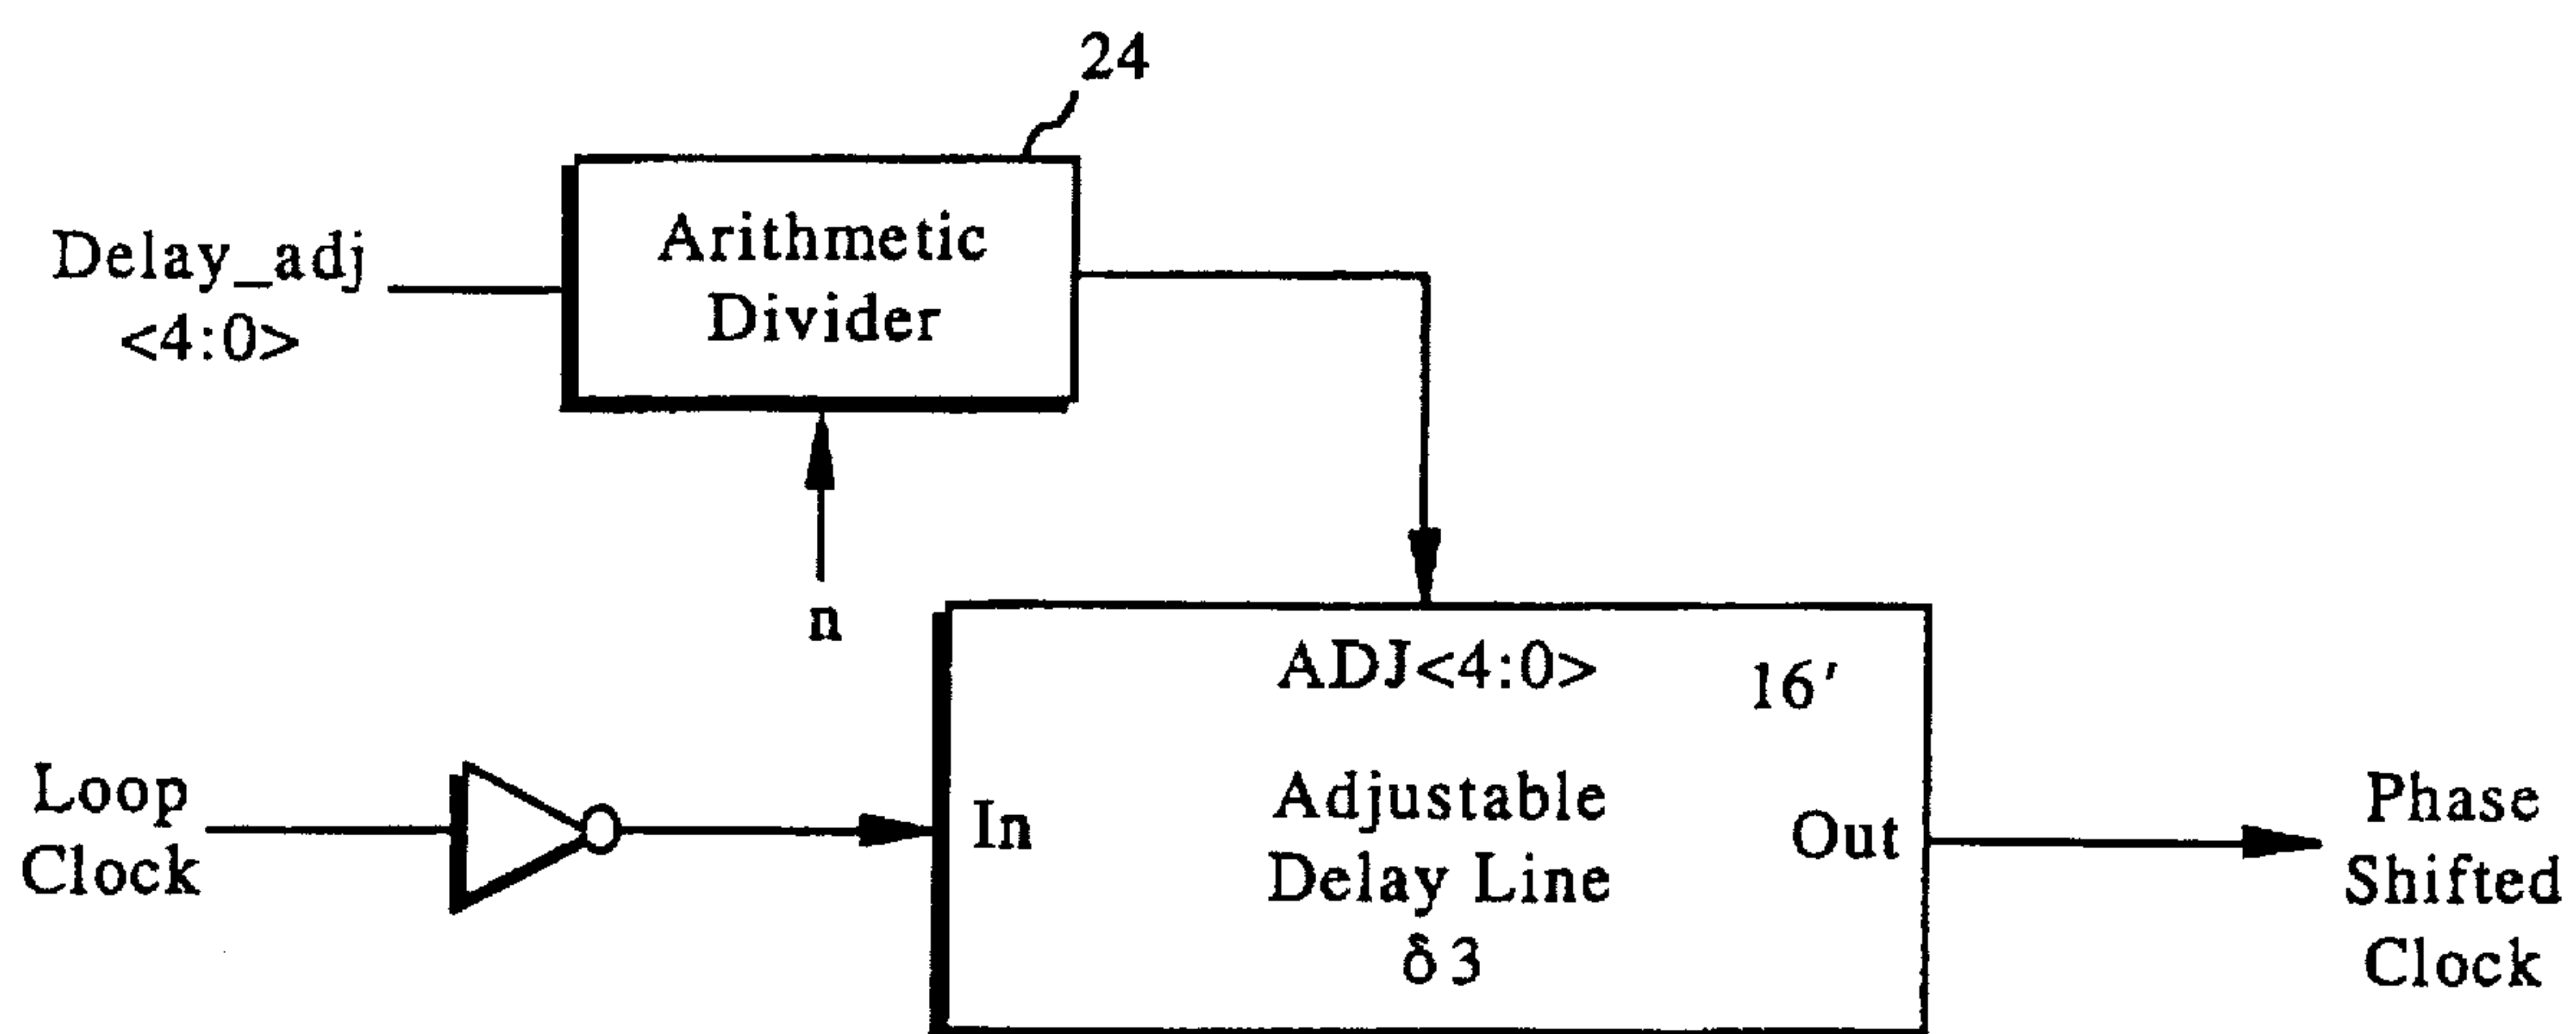 24
Arithmetic
Divider
Delay_adj
<4:0>
n
ADJ<4:0>
16'
Loop
Clock
In
Adjustable
Delay Line
δ3
Out
Phase
Shifted
Clock